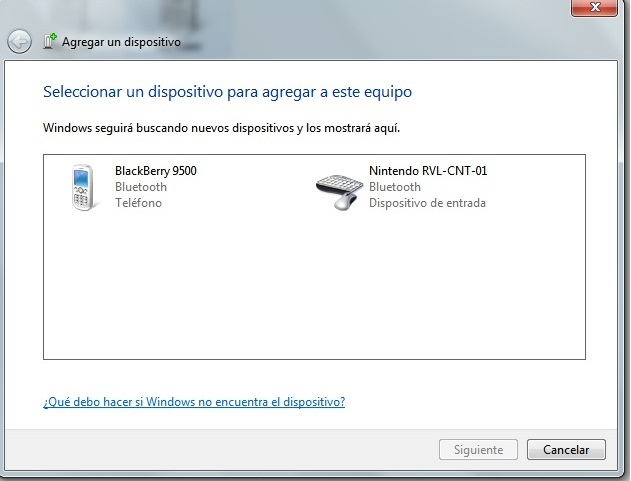 Agregar un dispositivo
Seleccionar un dispositivo para agregar a este equipo
Windows seguirá buscando nuevos dispositivos y los mostrará aquí.
BlackBerry 9500
Bluetooth
Teléfono
Nintendo RVL-CNT-01
Bluetooth
Dispositivo de entrada
¿Qué debo hacer si Windows no encuentra el dispositivo?
Siguiente
Cancelar